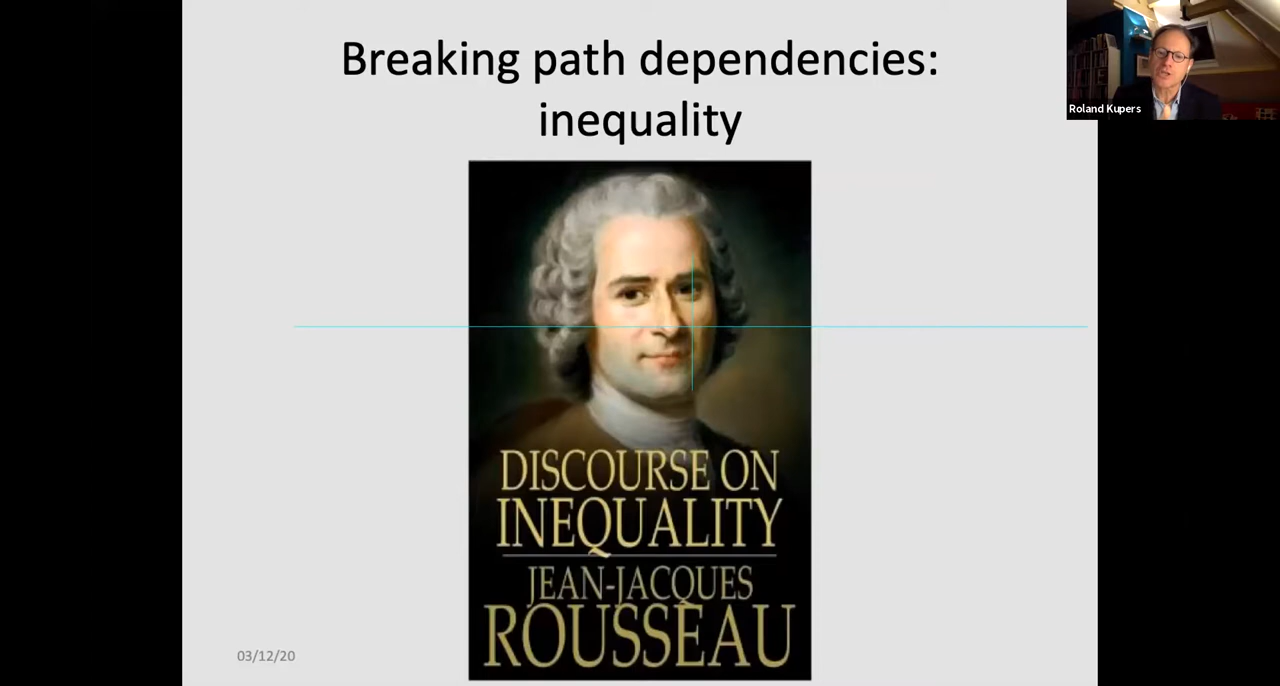 Breaking path dependencies:
inequality
Roland Kupers
DISCOURSE ON
INEQUALITY
JEAN-JACQUES
ROUSSEAU
03/12/20